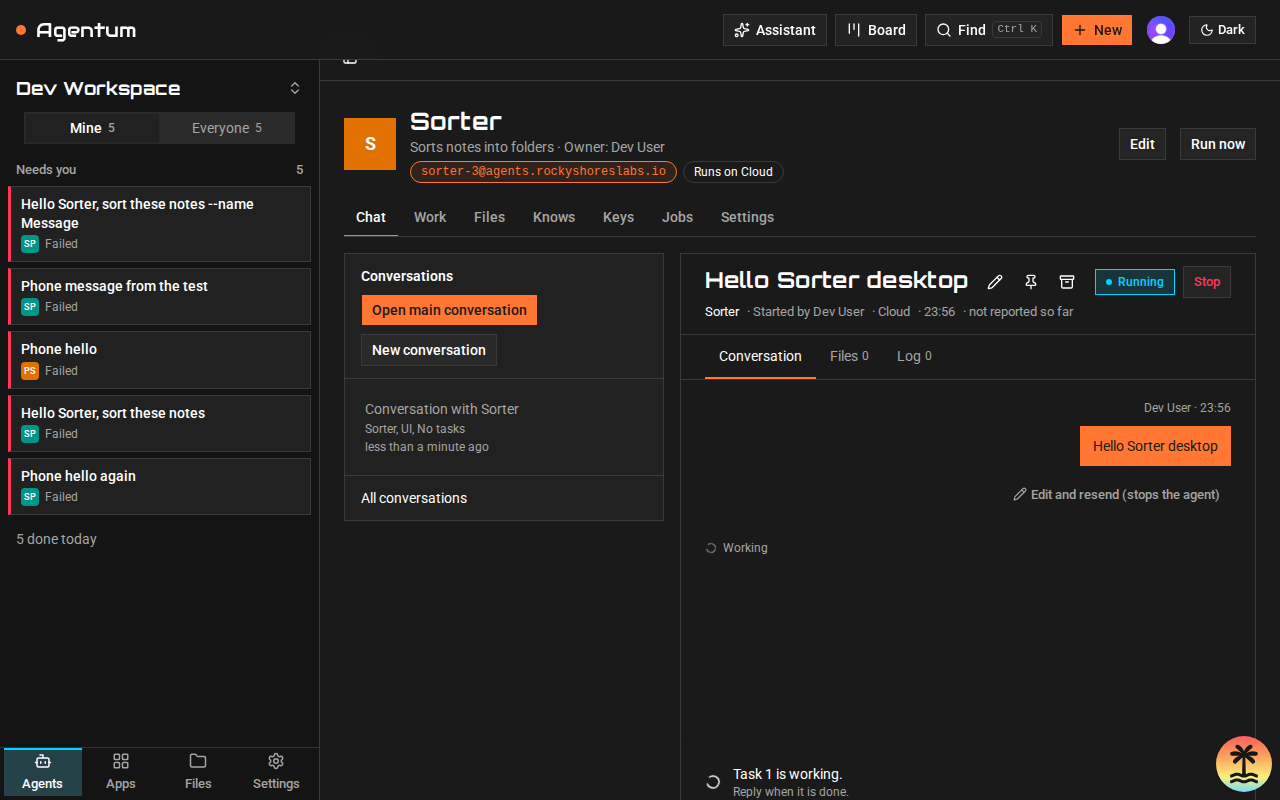 Agentum
Assistant
Board
Find Ctrl K
New
Dark
Dev Workspace
Mine 5
Everyone 5
Needs you 5
Hello Sorter, sort these notes --name
Message
SP Failed
Phone message from the test
SP Failed
Phone hello
PS Failed
Hello Sorter, sort these notes
SP Failed
Phone hello again
SP Failed
5 done today
Agents
Apps
Files
Settings
S
Sorter
Sorts notes into folders · Owner: Dev User
sorter-3@agents.rockyshoreslabs.io
Runs on Cloud
Edit
Run now
Chat
Work
Files
Knows
Keys
Jobs
Settings
Conversations
Open main conversation
New conversation
Conversation with Sorter
Sorter, UI, No tasks
less than a minute ago
All conversations
Hello Sorter desktop
Running
Stop
Sorter · Started by Dev User · Cloud · 23:56 · not reported so far
Conversation
Files 0
Log 0
Dev User · 23:56
Hello Sorter desktop
Edit and resend (stops the agent)
Working
Task 1 is working.
Reply when it is done.